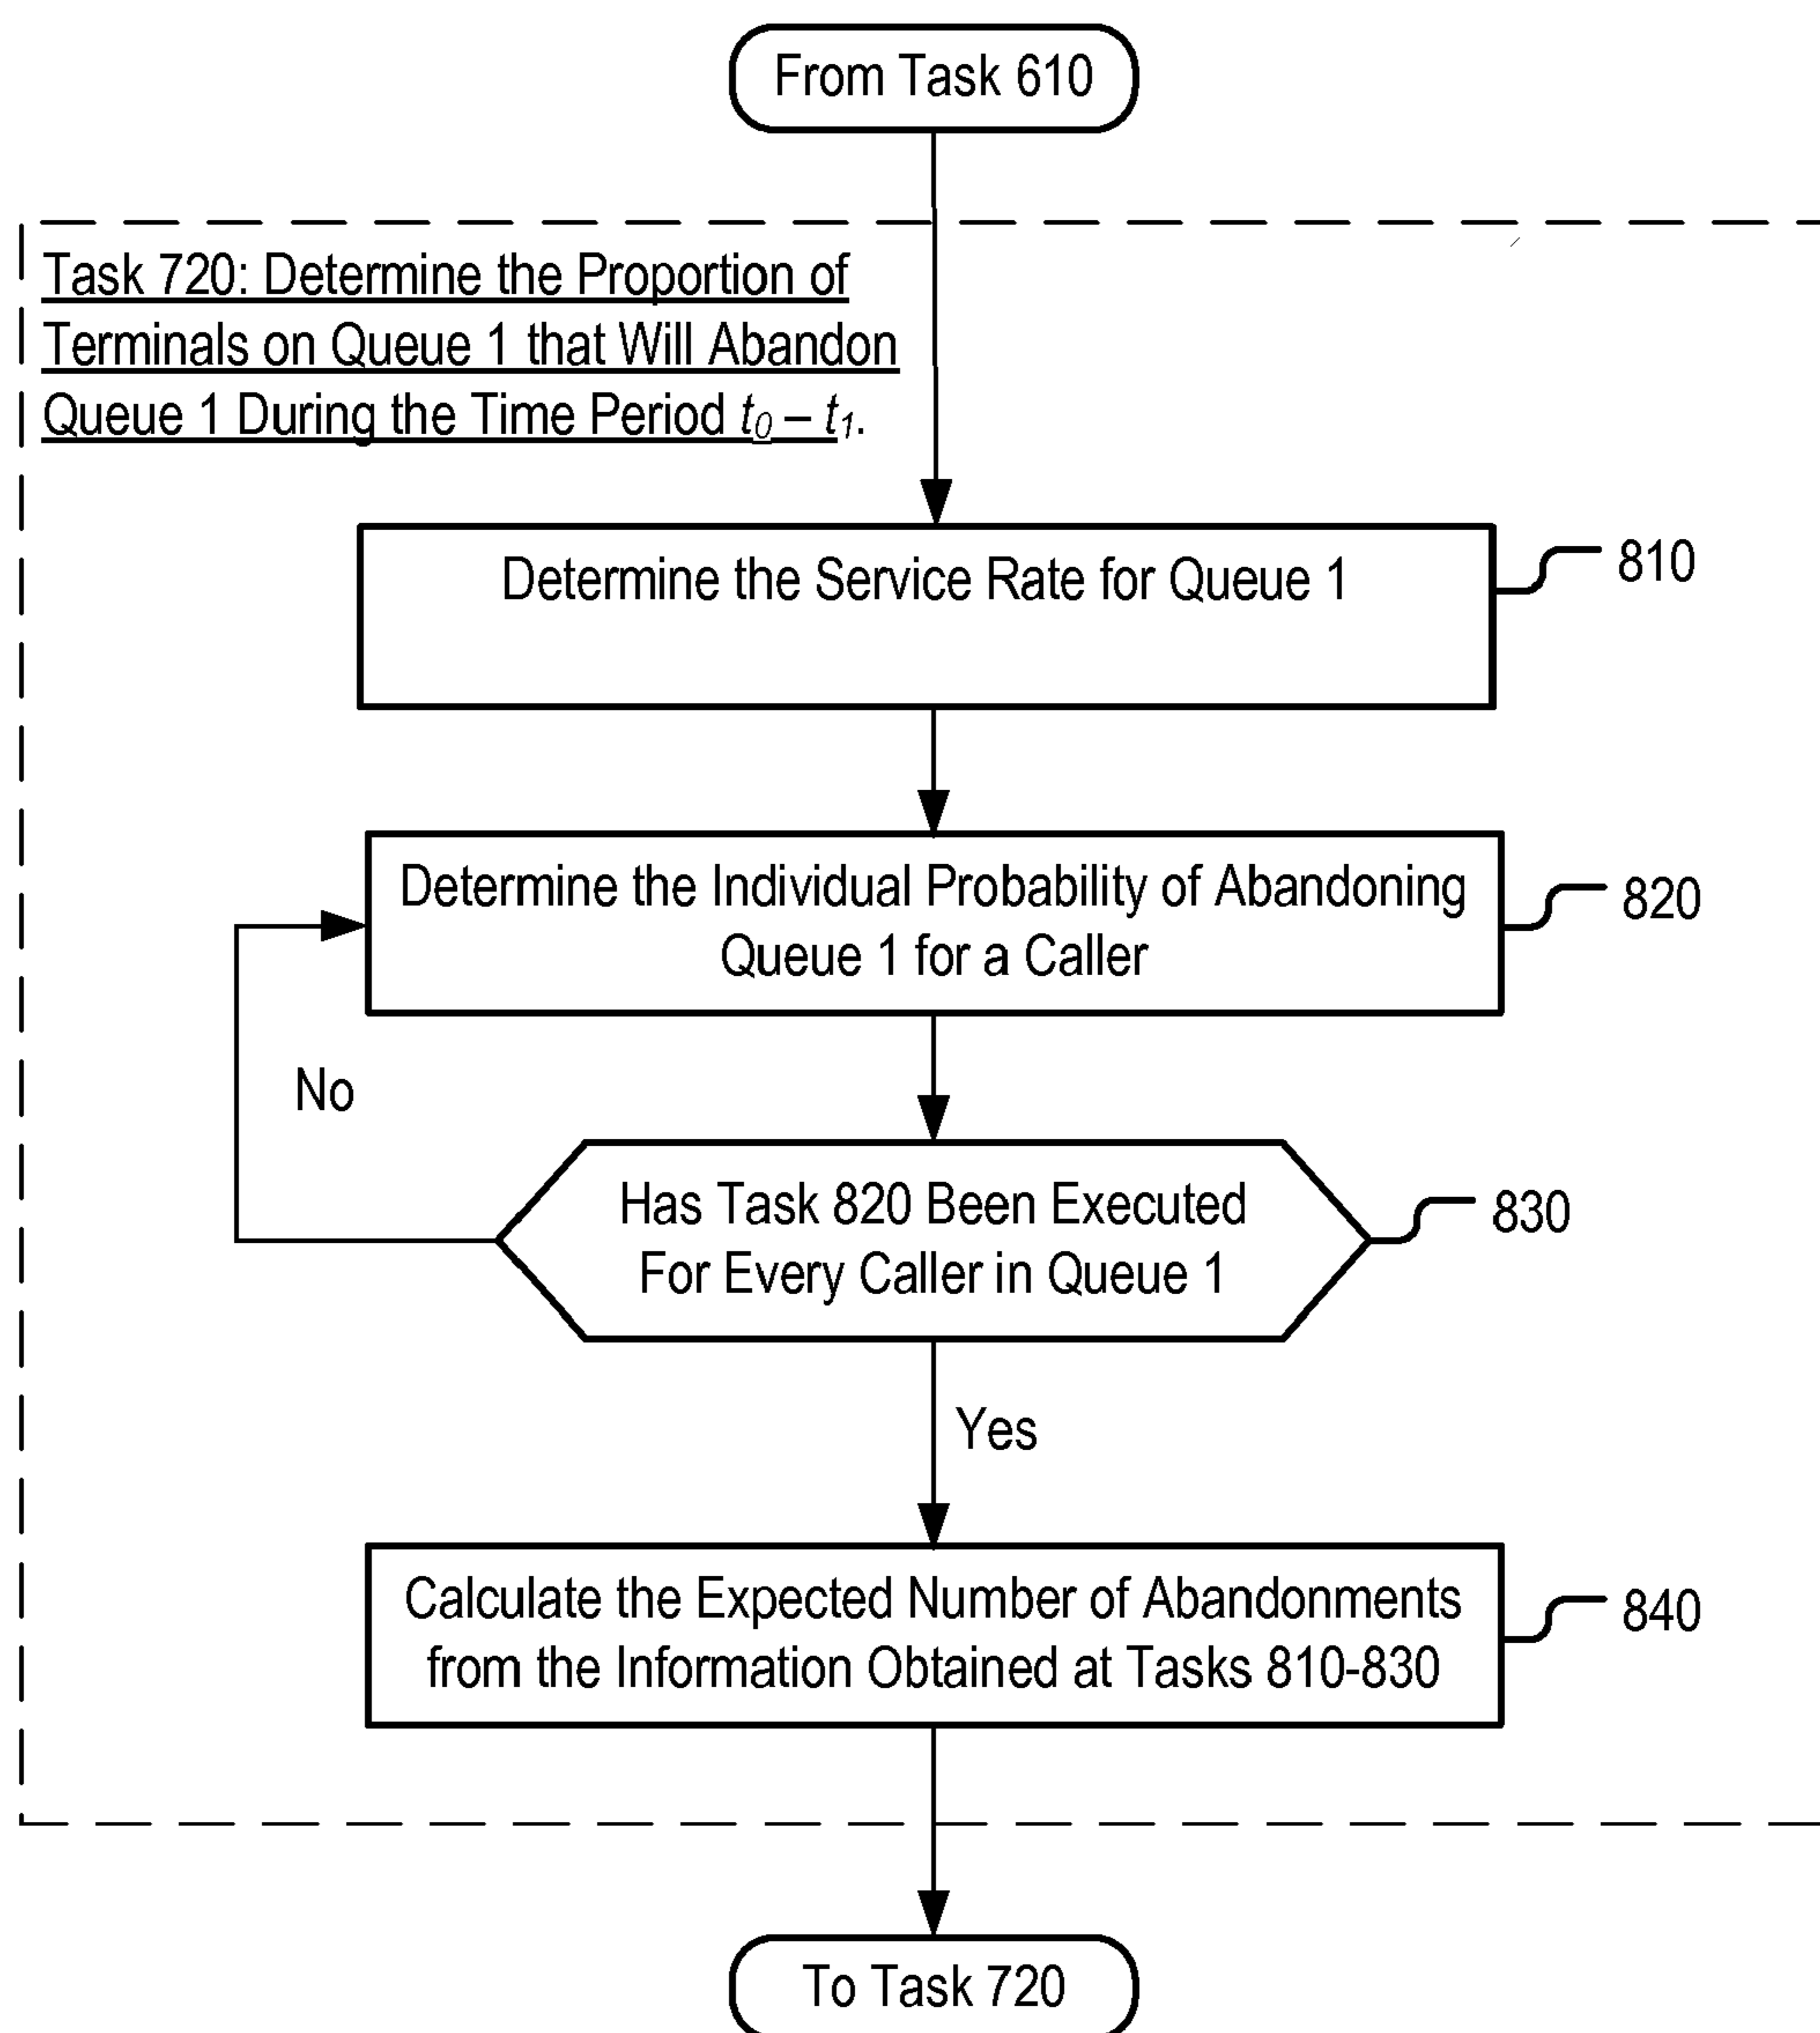 From Task 610
Task 720: Determine the Proportion of
Terminals on Queue 1 that Will Abandon
Queue 1 During the Time Period t0 – t1.
Determine the Service Rate for Queue 1
810
Determine the Individual Probability of Abandoning
Queue 1 for a Caller
820
No
Has Task 820 Been Executed
For Every Caller in Queue 1
830
Yes
Calculate the Expected Number of Abandonments
from the Information Obtained at Tasks 810-830
840
To Task 720